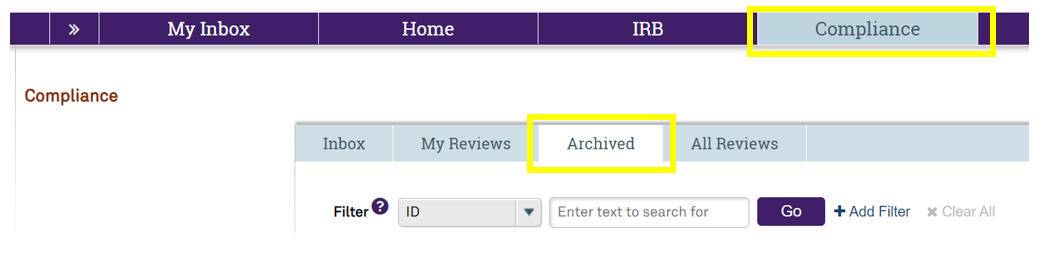 » My Inbox Home IRB Compliance
Compliance
Inbox My Reviews Archived All Reviews
Filter ? ID Enter text to search for Go + Add Filter ✖ Clear All